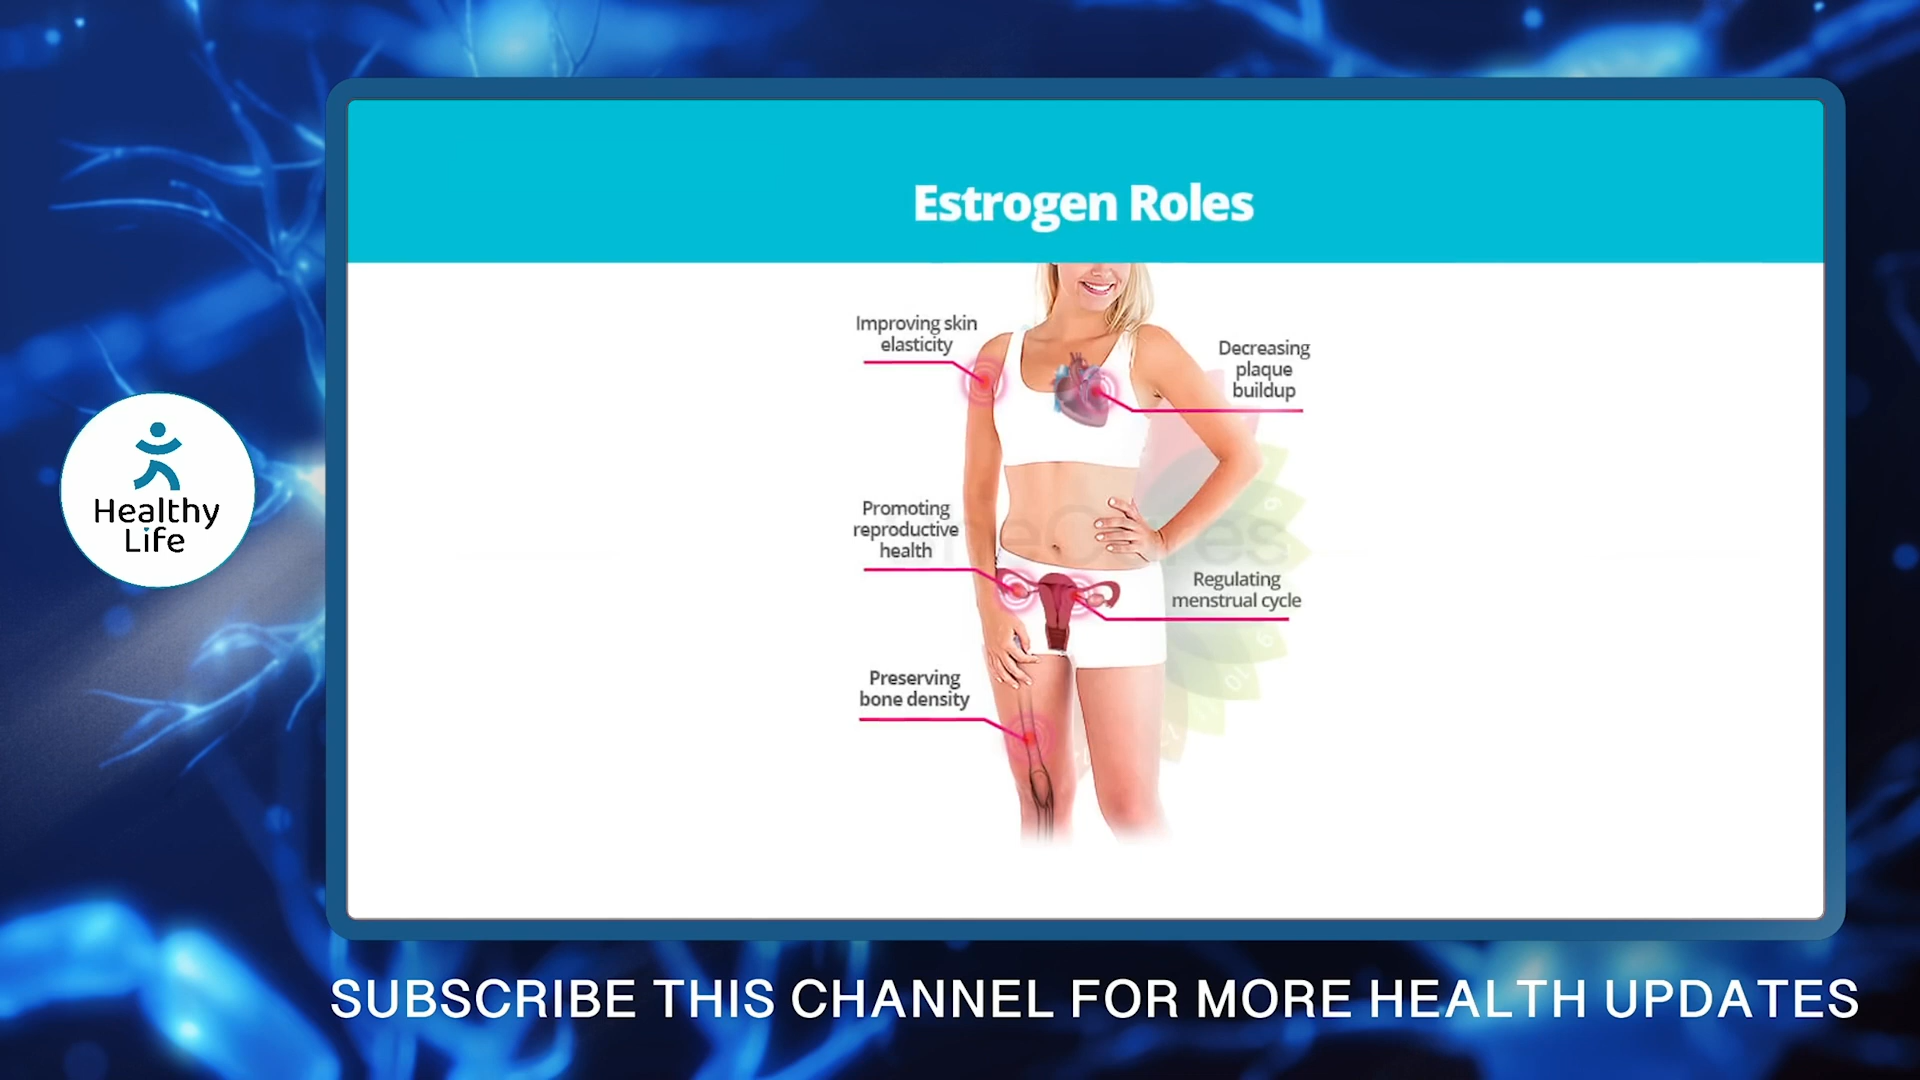 Estrogen Roles
Improving skin
elasticity
Decreasing
plaque
buildup
Promoting
reproductive
health
Regulating
menstrual cycle
Preserving
bone density
Healthy
Life
SUBSCRIBE THIS CHANNEL FOR MORE HEALTH UPDATES